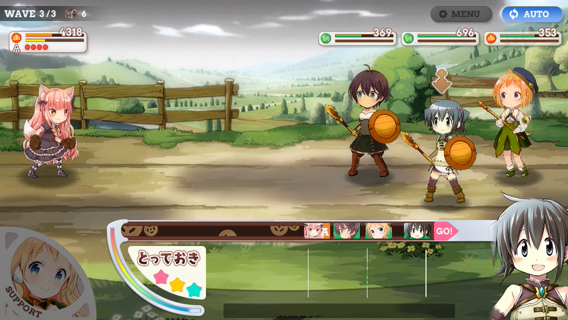 WAVE 3/3 6
MENU
AUTO
4318
369
696
353
A
GO!
とっておき
SUPPORT